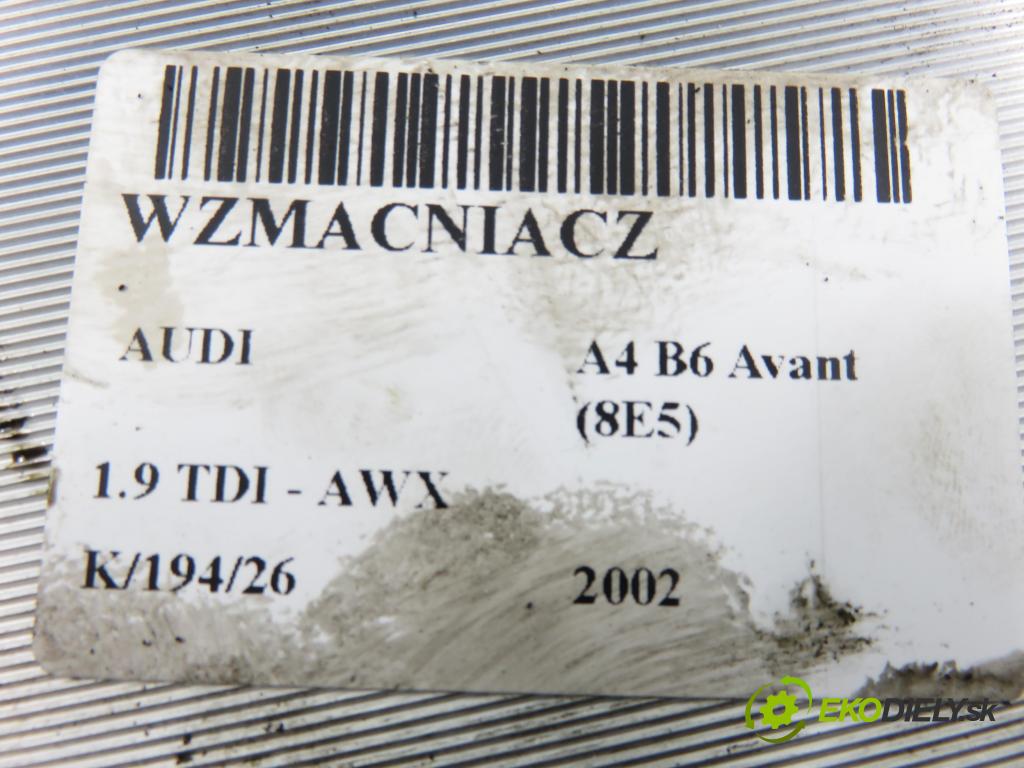 WZMACNIACZ
AUDI
A4 B6 Avant
(8E5)
1.9 TDI - AWX
K/194/26
2002
EKODIELY.sk